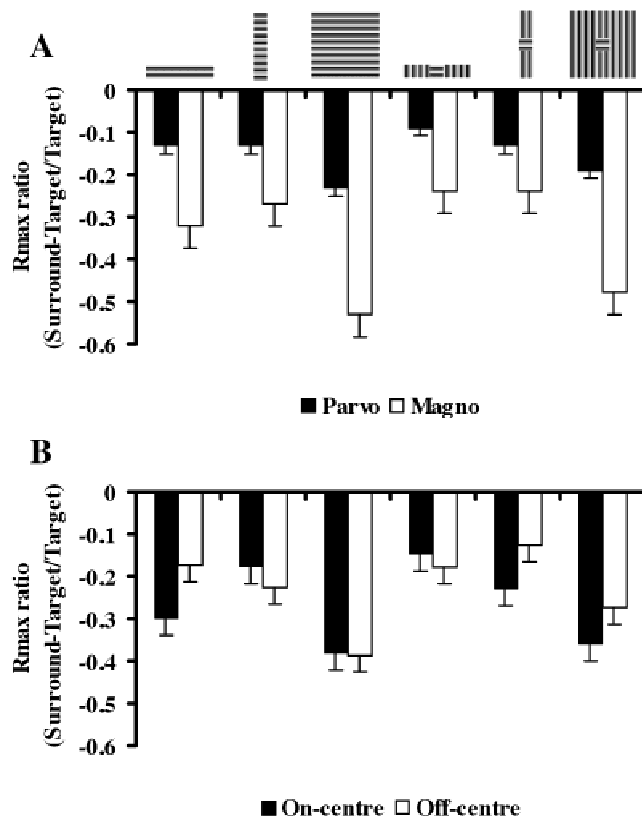 A
0
-0.1
-0.2
-0.3
-0.4
-0.5
-0.6
Rmax ratio
(Surround-Target/Target)
Parvo Magno
B
0
-0.1
-0.2
-0.3
-0.4
-0.5
-0.6
Rmax ratio
(Surround-Target/Target)
On-centre Off-centre